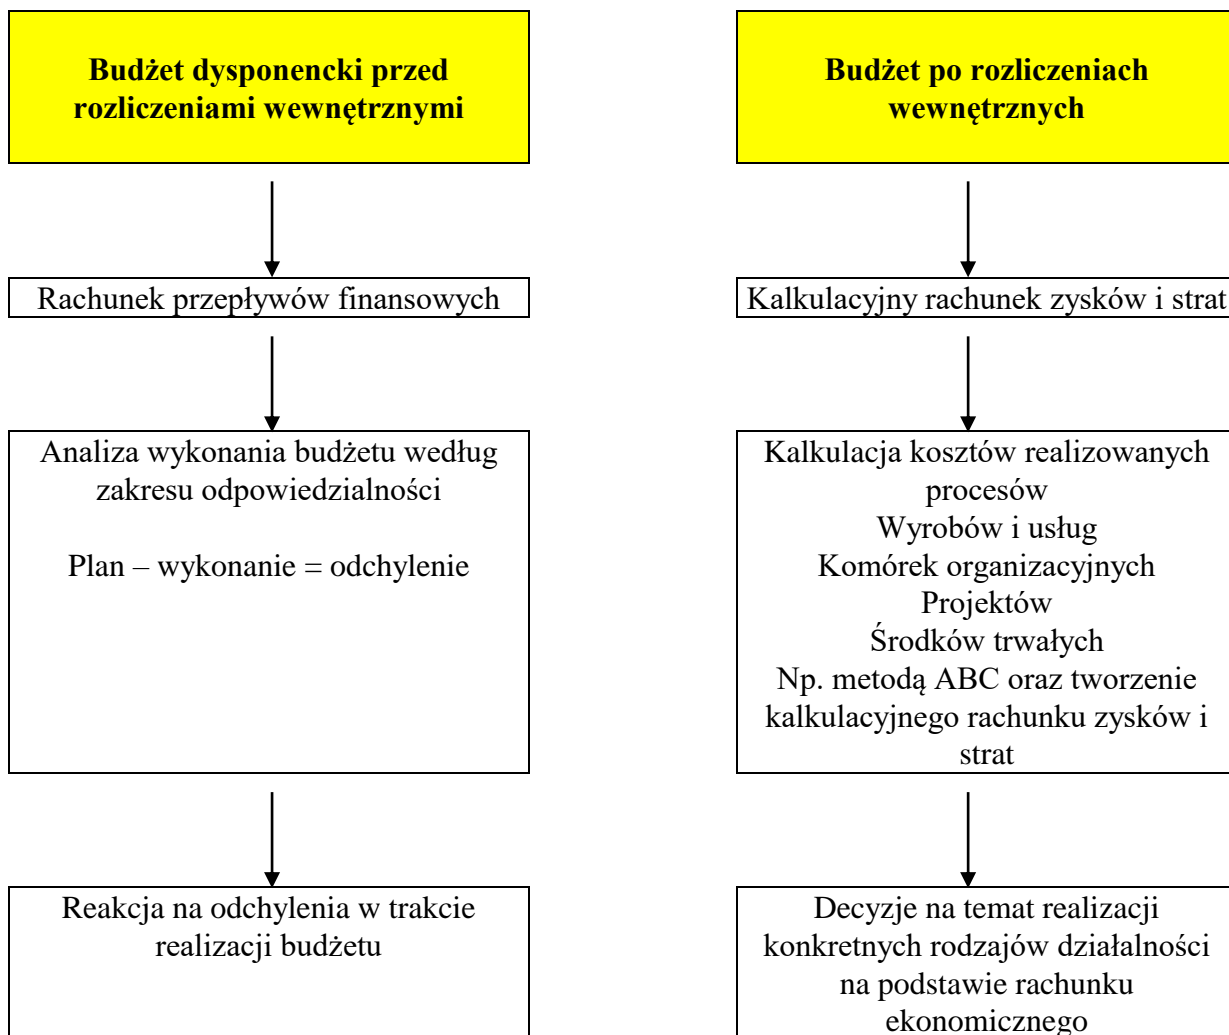 Budżet dysponencki przed
rozliczeniami wewnętrznymi
Rachunek przepływów finansowych
Analiza wykonania budżetu według
zakresu odpowiedzialności
Plan – wykonanie = odchylenie
Reakcja na odchylenia w trakcie
realizacji budżetu
Budżet po rozliczeniach
wewnętrznych
Kalkulacyjny rachunek zysków i strat
Kalkulacja kosztów realizowanych
procesów
Wyrobów i usług
Komórek organizacyjnych
Projektów
Środków trwałych
Np. metodą ABC oraz tworzenie
kalkulacyjnego rachunku zysków i
strat
Decyzje na temat realizacji
konkretnych rodzajów działalności
na podstawie rachunku
ekonomicznego